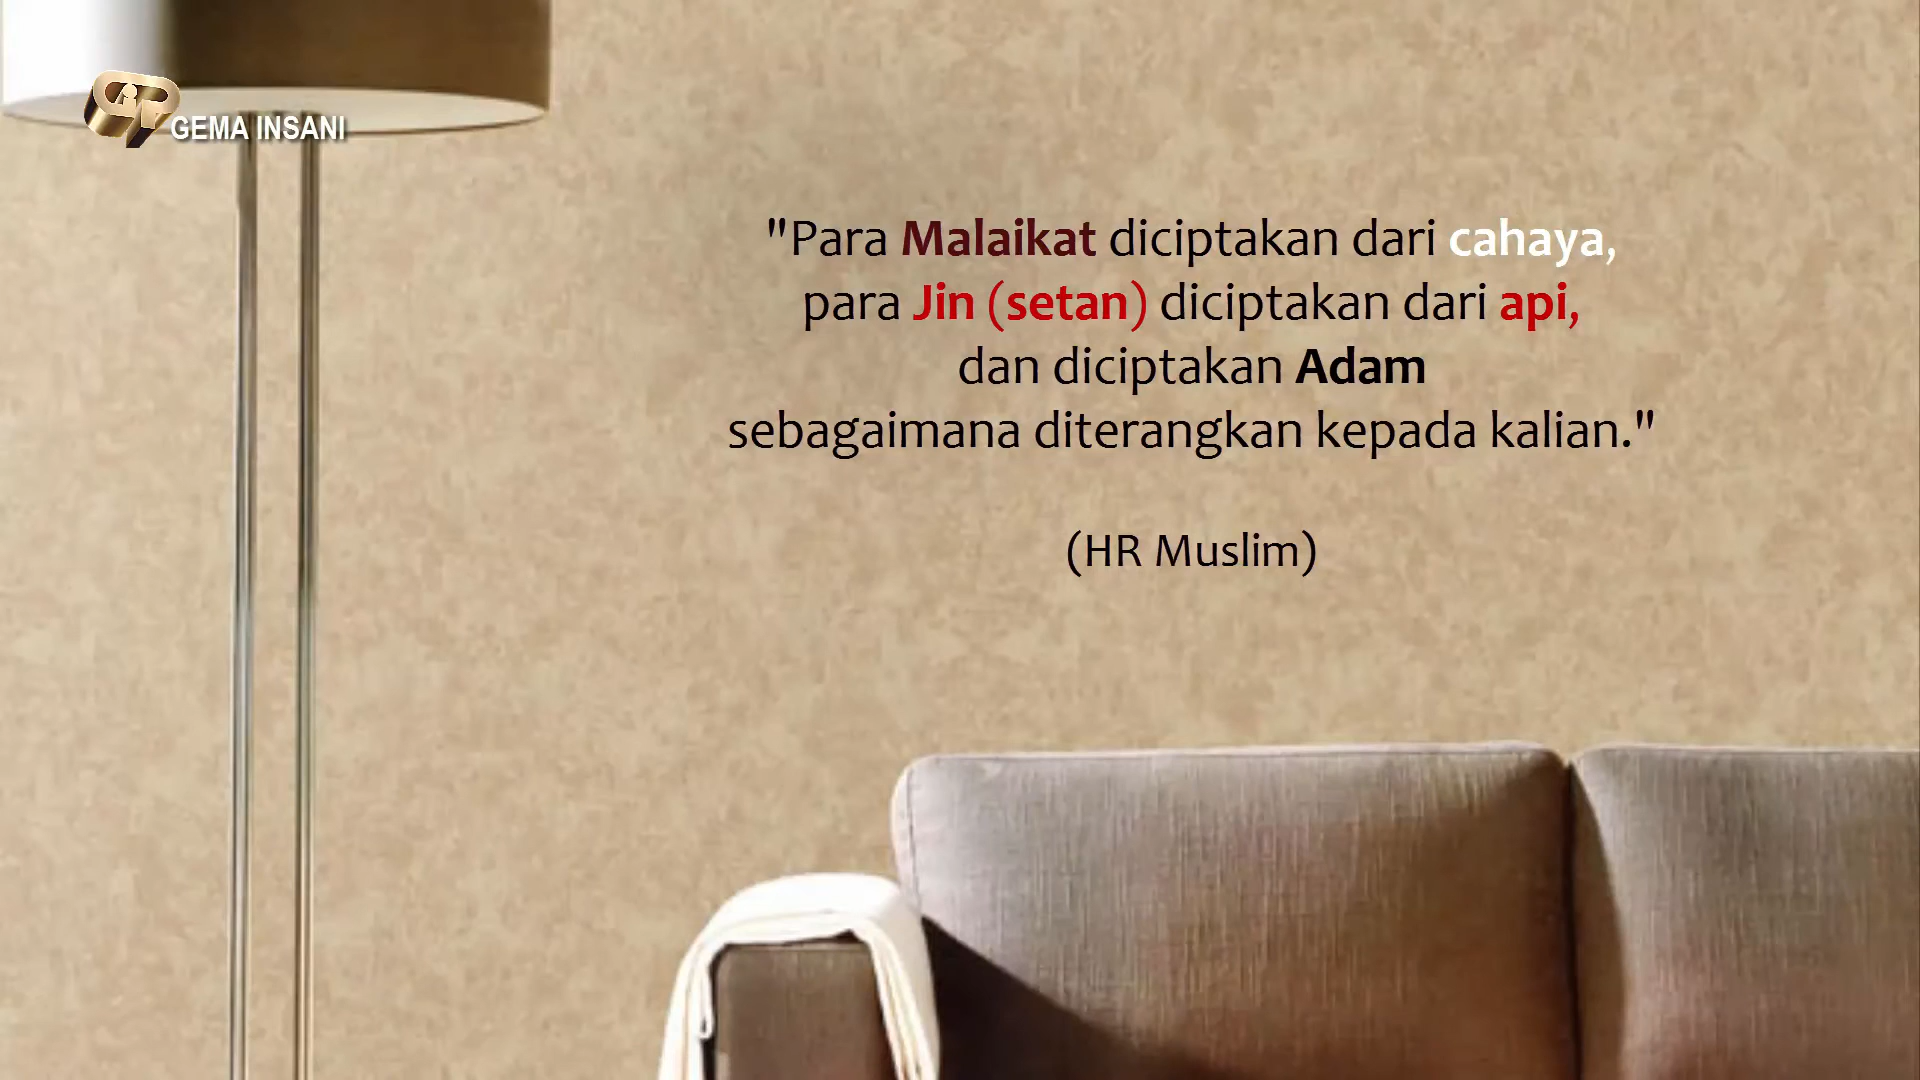 GEMA INSANI
"Para Malaikat diciptakan dari cahaya,
para Jin (setan) diciptakan dari api,
dan diciptakan Adam
sebagaimana diterangkan kepada kalian."
(HR Muslim)